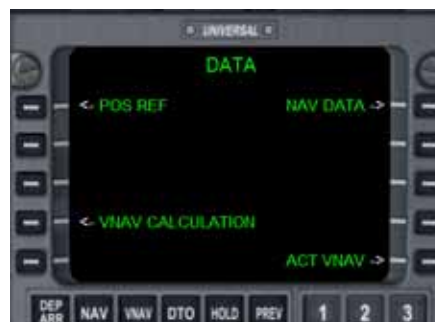 UNIVERSAL
DATA
<- POS REF NAV DATA ->
<- VNAV CALCULATION
ACT VNAV ->
DEP ARR NAV VNAV DTO HOLD PREV 1 2 3